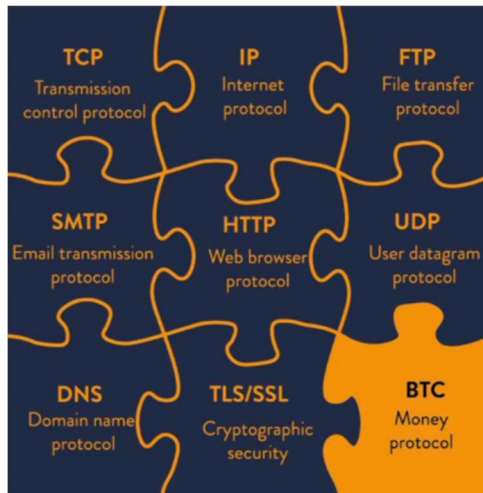 TCP
Transmission
control protocol
IP
Internet
protocol
FTP
File transfer
protocol
SMTP
Email transmission
protocol
HTTP
Web browser
protocol
UDP
User datagram
protocol
DNS
Domain name
protocol
TLS/SSL
Cryptographic
security
BTC
Money
protocol